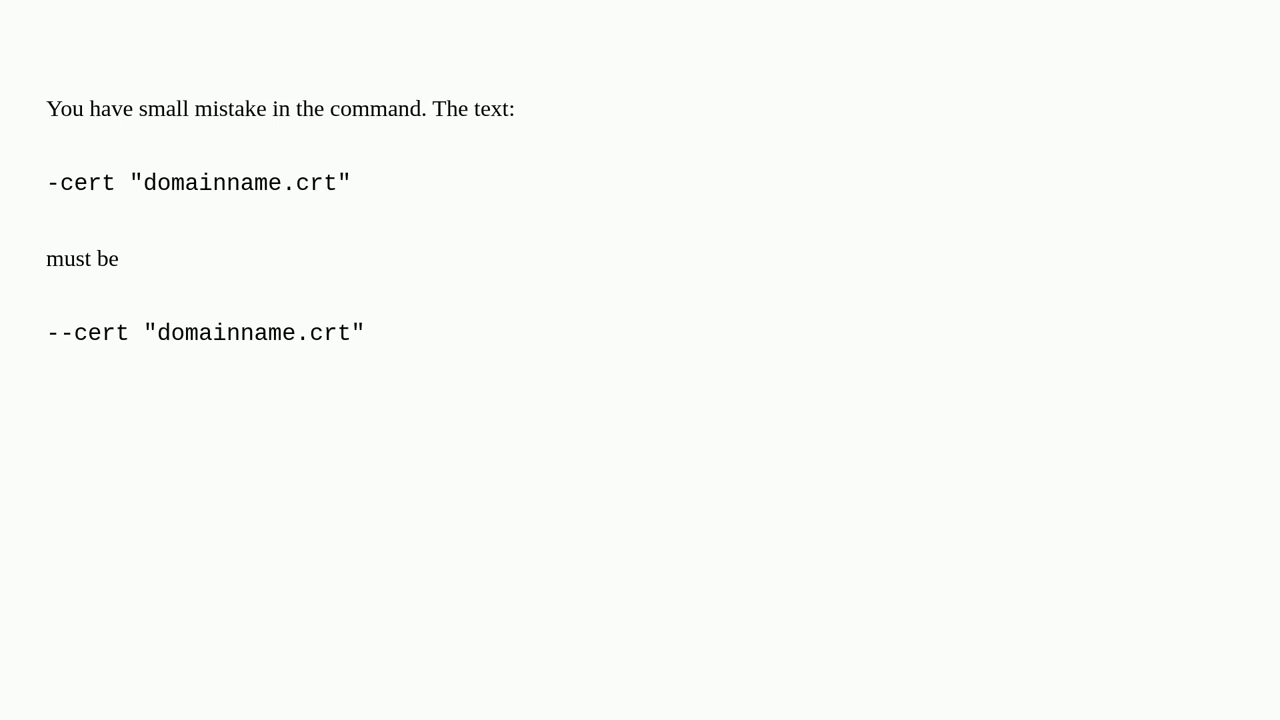 You have small mistake in the command. The text:
-cert "domainname.crt"
must be
--cert "domainname.crt"